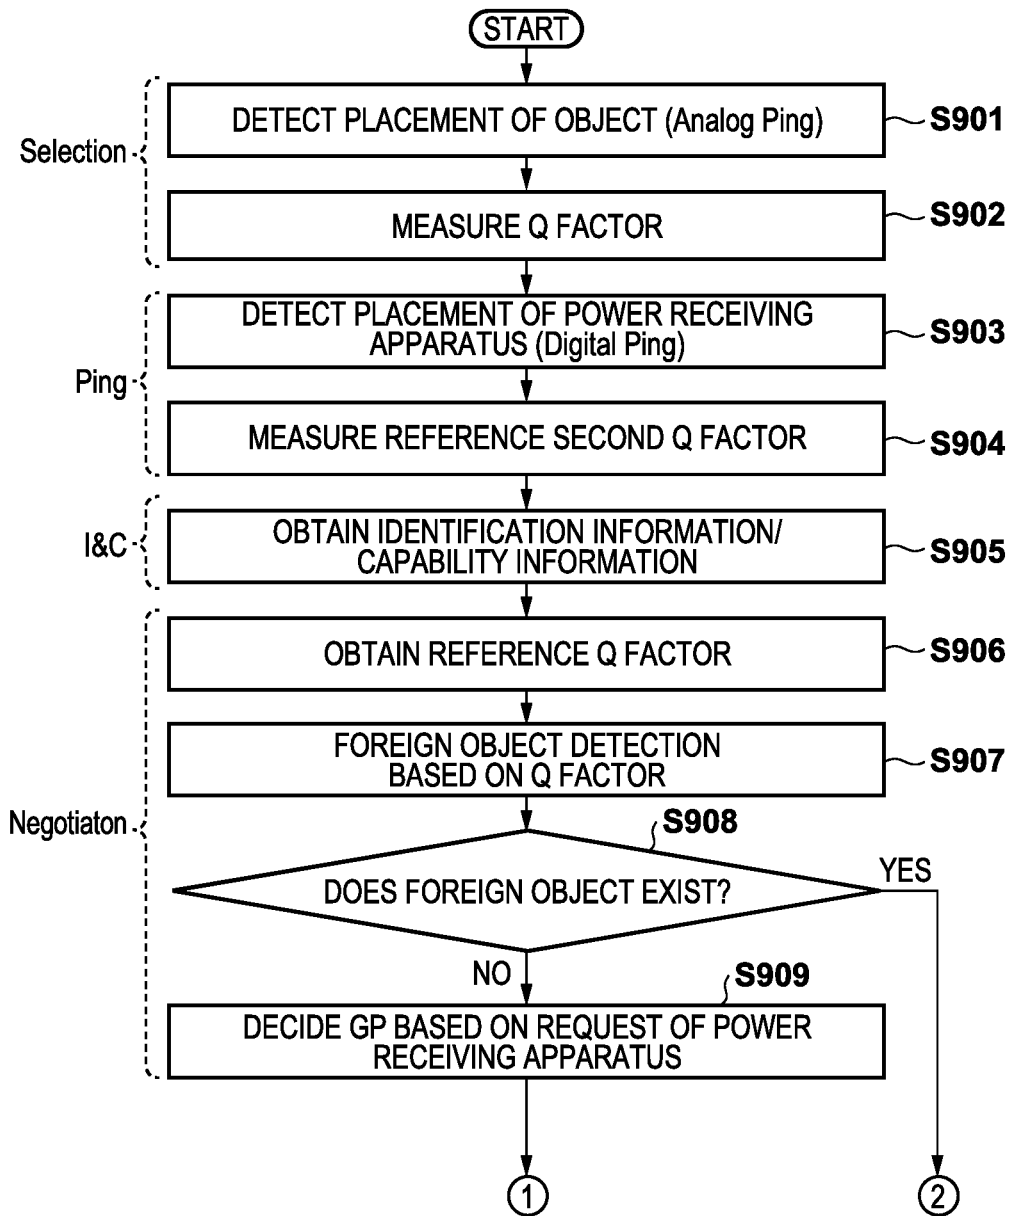 START
DETECT PLACEMENT OF OBJECT (Analog Ping)
S901
Selection
MEASURE Q FACTOR
S902
DETECT PLACEMENT OF POWER RECEIVING
APPARATUS (Digital Ping)
S903
Ping
MEASURE REFERENCE SECOND Q FACTOR
S904
I&C
OBTAIN IDENTIFICATION INFORMATION/
CAPABILITY INFORMATION
S905
OBTAIN REFERENCE Q FACTOR
S906
FOREIGN OBJECT DETECTION
BASED ON Q FACTOR
S907
Negotiaton
S908
DOES FOREIGN OBJECT EXIST?
YES
NO
S909
DECIDE GP BASED ON REQUEST OF POWER
RECEIVING APPARATUS
1
2